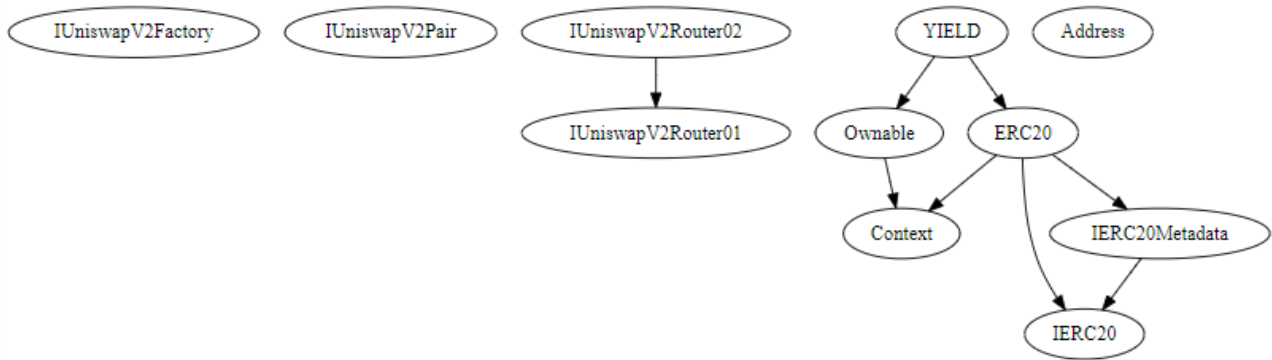 IUniswapV2Factory
IUniswapV2Pair
IUniswapV2Router02
YIELD
Address
IUniswapV2Router01
Ownable
ERC20
Context
IERC20Metadata
IERC20